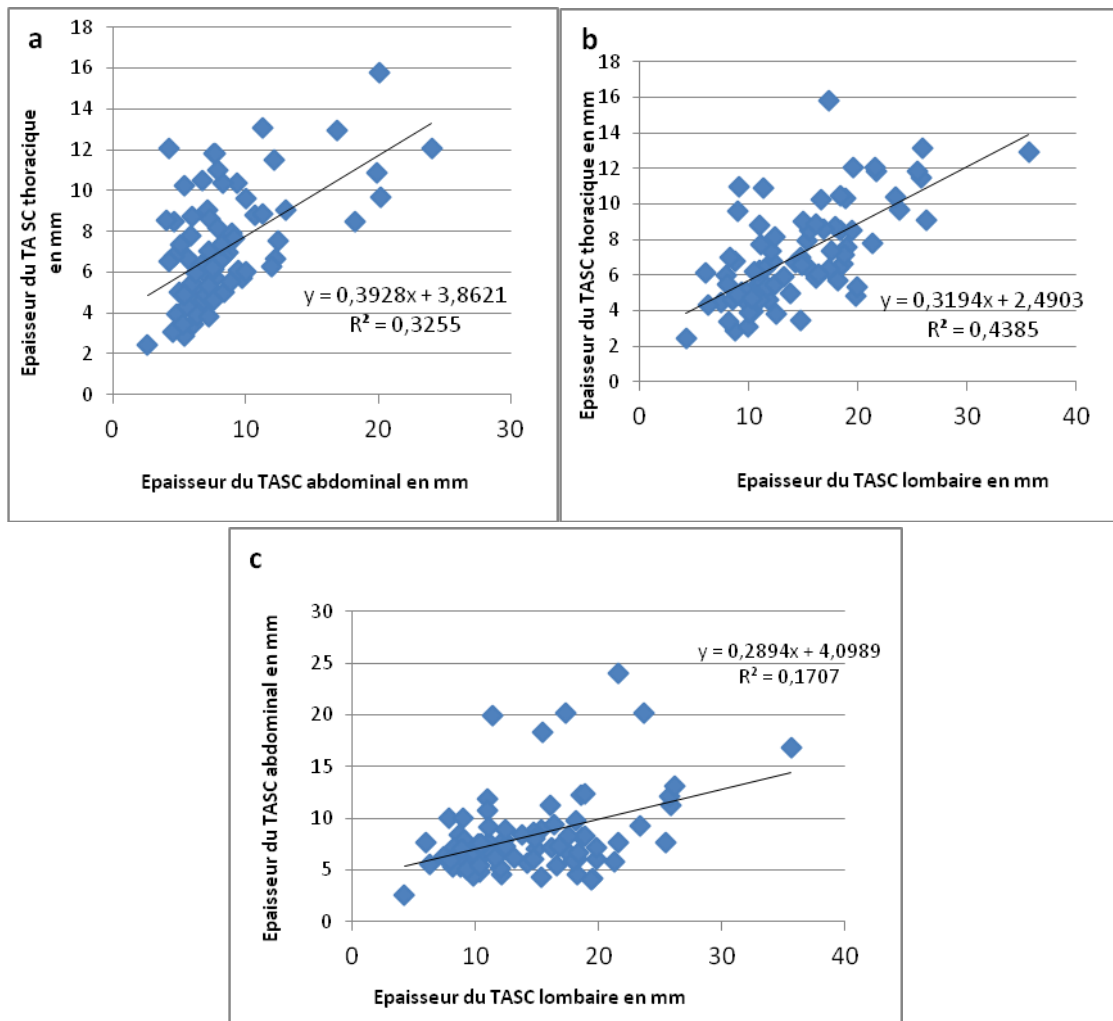 a
Epaisseur du TA SC thoracique
en mm
18
16
14
12
10
8
6
4
2
0
y = 0,3928x + 3,8621
R² = 0,3255
0 10 20 30
Epaisseur du TASC abdominal en mm
b
Epaisseur du TASC thoracique en mm
18
16
14
12
10
8
6
4
2
0
y = 0,3194x + 2,4903
R² = 0,4385
0 10 20 30 40
Epaisseur du TASC lombaire en mm
c
Epaisseur du TASC abdominal en mm
30
25
20
15
10
5
0
y = 0,2894x + 4,0989
R² = 0,1707
0 10 20 30 40
Epaisseur du TASC lombaire en mm